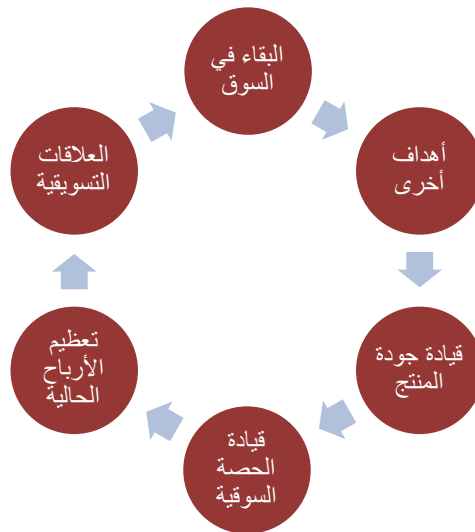 البقاء في
السوق
أهداف
أخرى
قيادة جودة
المنتج
قيادة
الحصة
السوقية
تعظيم
الأرباح
الحالية
العلاقات
التسويقية